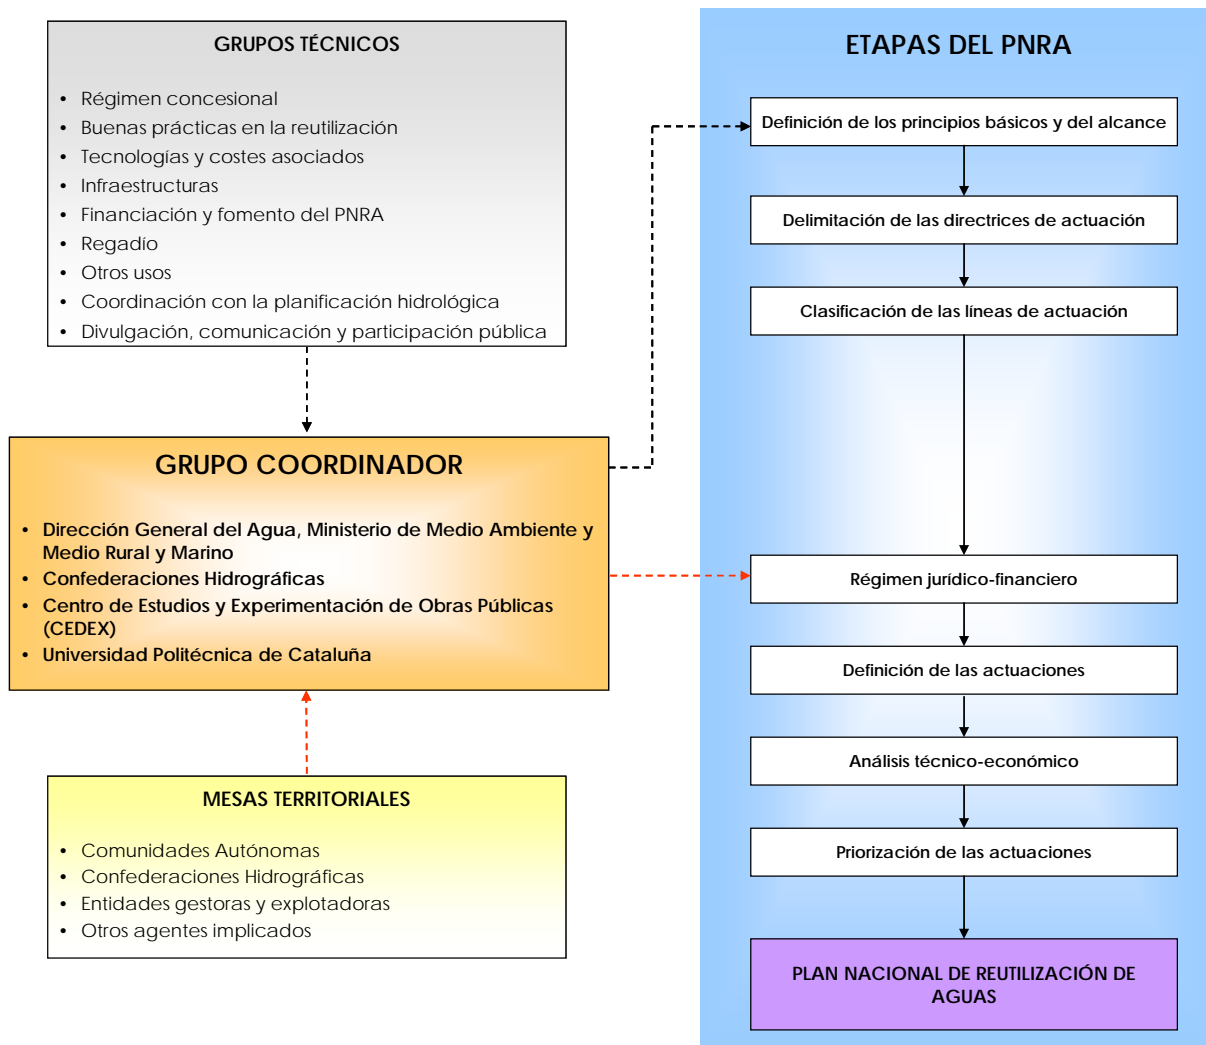 GRUPOS TÉCNICOS
• Régimen concesional
• Buenas prácticas en la reutilización
• Tecnologías y costes asociados
• Infraestructuras
• Financiación y fomento del PNRA
• Regadío
• Otros usos
• Coordinación con la planificación hidrológica
• Divulgación, comunicación y participación pública
GRUPO COORDINADOR
• Dirección General del Agua, Ministerio de Medio Ambiente y
Medio Rural y Marino
• Confederaciones Hidrográficas
• Centro de Estudios y Experimentación de Obras Públicas
(CEDEX)
• Universidad Politécnica de Cataluña
MESAS TERRITORIALES
• Comunidades Autónomas
• Confederaciones Hidrográficas
• Entidades gestoras y explotadoras
• Otros agentes implicados
ETAPAS DEL PNRA
Definición de los principios básicos y del alcance
Delimitación de las directrices de actuación
Clasificación de las líneas de actuación
Régimen jurídico-financiero
Definición de las actuaciones
Análisis técnico-económico
Priorización de las actuaciones
PLAN NACIONAL DE REUTILIZACIÓN DE
AGUAS